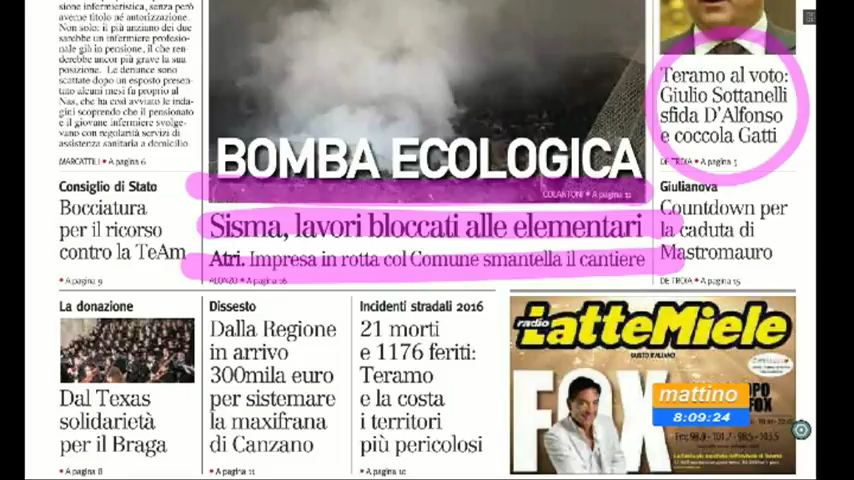 sione infermieristica, senza però
averne titolo né autorizzazione.
Non solo: il più anziano dei due
sarebbe un infermiere professio-
nale già in pensione, il che ren-
derebbe ancor più grave la sua
posizione. Le denunce sono
scattate dopo un esposto presen-
tato alcuni mesi fa proprio al
Nas, che ha così avviato le inda-
gini scoprendo che il pensionato
e il giovane infermiere svolge-
vano con regolarità servizi di
assistenza sanitaria a domicilio.
MARCATTILI • A pagina 6
Consiglio di Stato
Bocciatura
per il ricorso
contro la TeAm
• A pagina 9
BOMBA ECOLOGICA
COLANTONI • A pagina 12
Sisma, lavori bloccati alle elementari
Atri. Impresa in rotta col Comune smantella il cantiere
ALONZO • A pagina 16
Teramo al voto:
Giulio Sottanelli
sfida D'Alfonso
e coccola Gatti
DE TROIA • A pagina 3
Giulianova
Countdown per
la caduta di
Mastromauro
DE TROIA • A pagina 15
La donazione
Dal Texas
solidarietà
per il Braga
• A pagina 8
Dissesto
Dalla Regione
in arrivo
300mila euro
per sistemare
la maxifrana
di Canzano
• A pagina 11
Incidenti stradali 2016
21 morti
e 1176 feriti:
Teramo
e la costa
i territori
più pericolosi
• A pagina 10
radio
LatteMiele
GUSTO ITALIANO
FOX
FOX
mattino
8:09:24